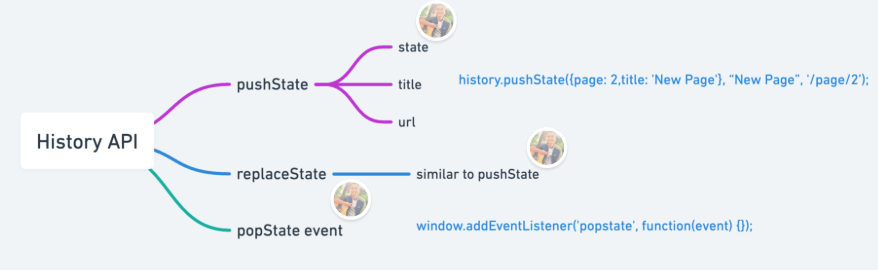 state
pushState
title
history.pushState({page: 2,title: 'New Page'}, "New Page", '/page/2');
url
History API
replaceState
similar to pushState
popState event
window.addEventListener('popstate', function(event) {});